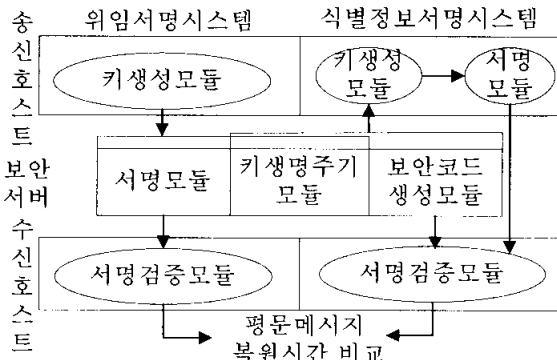 위임서명시스템 식별정보서명시스템
송신호스트
키생성모듈
키생성
모듈
서명
모듈
보안
서버
서명모듈
키생명주기
모듈
보안코드
생성모듈
수신호스트
서명검증모듈
서명검증모듈
평문메시지
복원시간 비교